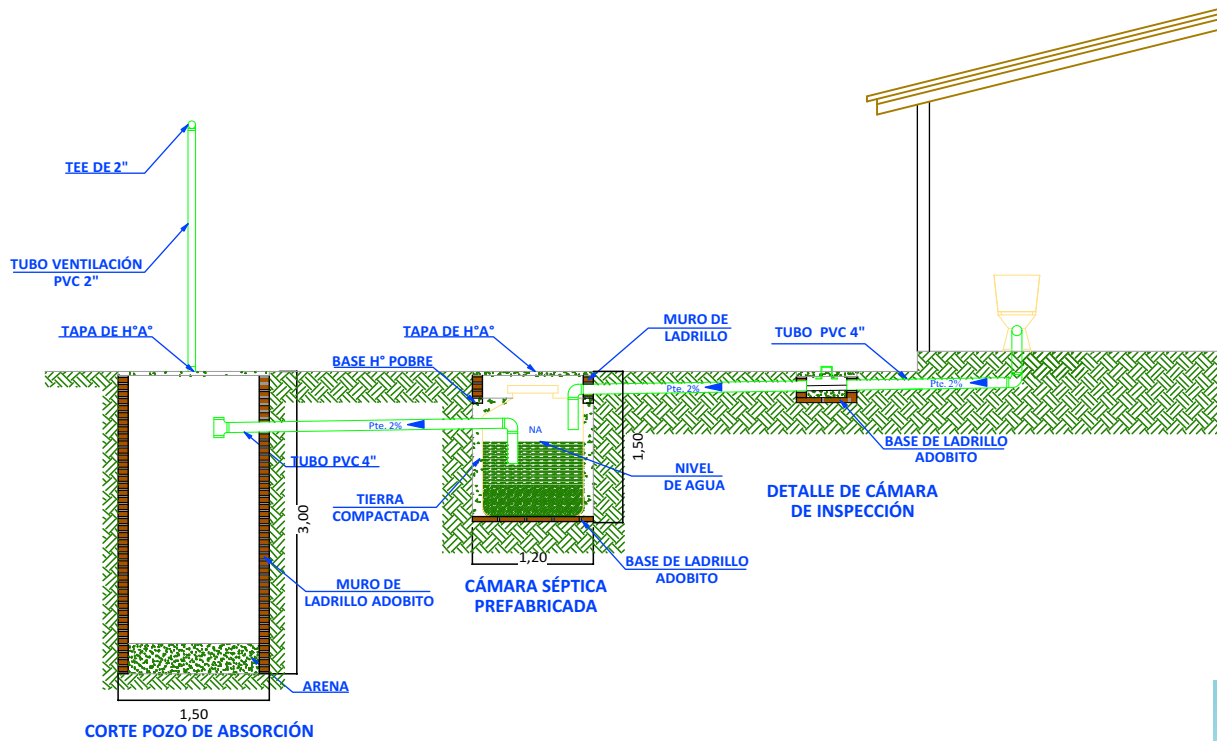 TEE DE 2"
TUBO VENTILACIÓN
PVC 2"
TAPA DE H°A°
TAPA DE H°A°
BASE H° POBRE
MURO DE
LADRILLO
TUBO PVC 4"
Pte. 2%
Pte. 2%
Pte. 2%
NA
TUBO PVC 4"
TIERRA
COMPACTADA
NIVEL
DE AGUA
1,50
BASE DE LADRILLO
ADOBITO
DETALLE DE CÁMARA
DE INSPECCIÓN
3,00
1,20
BASE DE LADRILLO
ADOBITO
MURO DE
LADRILLO ADOBITO
CÁMARA SÉPTICA
PREFABRICADA
ARENA
1,50
CORTE POZO DE ABSORCIÓN